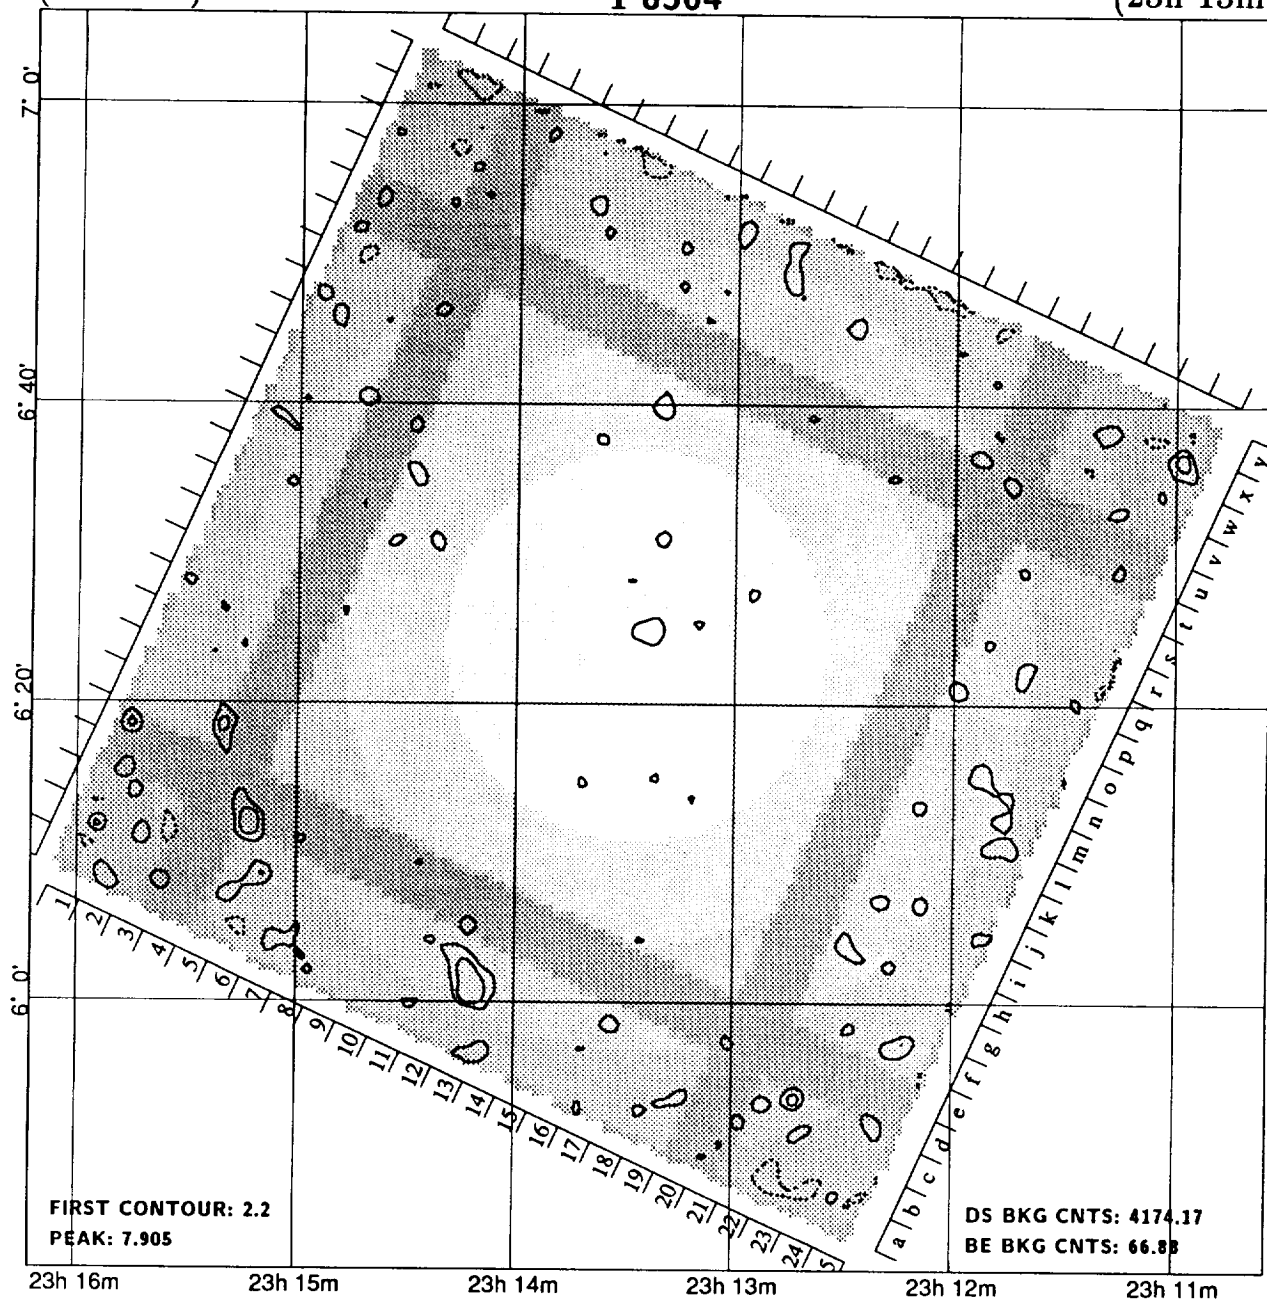 7° 0'
6° 40'
6° 20'
6° 0'
1 2 3 4 5 6 7 8 9 10 11 12 13 14 15 16 17 18 19 20 21 22 23 24
a b c d e f g h i j k l m n o p q r s t u v w x y
FIRST CONTOUR: 2.2
PEAK: 7.905
DS BKG CNTS: 4174.17
BE BKG CNTS: 66.88
23h 16m 23h 15m 23h 14m 23h 13m 23h 12m 23h 11m